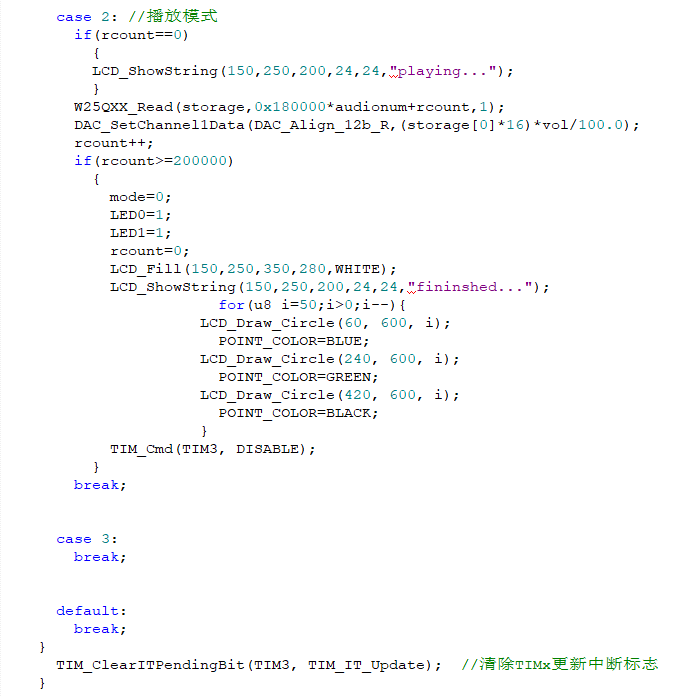 case 2: //播放模式
if(rcount==0)
{
LCD_ShowString(150,250,200,24,24,"playing...");
}
W25QXX_Read(storage,0x180000*audionum+rcount,1);
DAC_SetChannel1Data(DAC_Align_12b_R,(storage[0]*16)*vol/100.0);
rcount++;
if(rcount>=200000)
{
mode=0;
LED0=1;
LED1=1;
rcount=0;
LCD_Fill(150,250,350,280,WHITE);
LCD_ShowString(150,250,200,24,24,"fininshed...");
for(u8 i=50;i>0;i--){
LCD_Draw_Circle(60, 600, i);
POINT_COLOR=BLUE;
LCD_Draw_Circle(240, 600, i);
POINT_COLOR=GREEN;
LCD_Draw_Circle(420, 600, i);
POINT_COLOR=BLACK;
}
TIM_Cmd(TIM3, DISABLE);
}
break;
case 3:
break;
default:
break;
}
TIM_ClearITPendingBit(TIM3, TIM_IT_Update);  //清除TIMx更新中断标志
}